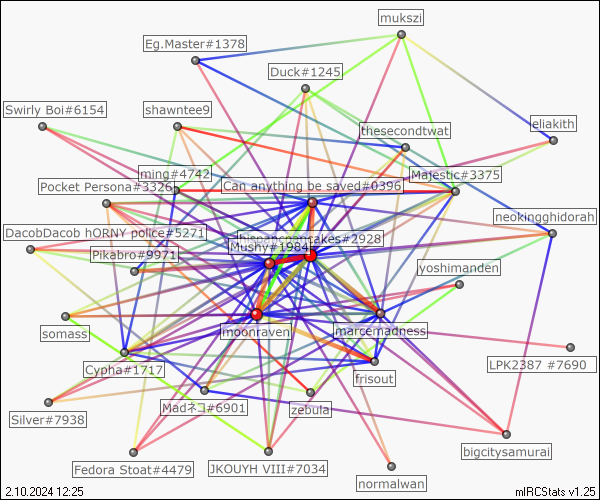 mukszi
Eg.Master#1378
Duck#1245
Swirly Boi#6154
shawntee9
eliakith
thesecondtwat
ming#4742
Majestic#3375
Pocket Persona#3326
Can anything be saved#0396
neokingghidorah
DacobDacob hORNY police#5271
thispancpancakes#2928
Mushy#1984
Pikabro#9971
yoshimanden
somass
moonraven
marcemadness
LPK2387 #7690
Cypha#1717
frisout
Silver#7938
Madネコ#6901
zebula
bigcitysamurai
Fedora Stoat#4479
JKOUYH VIII#7034
normalwan
2.10.2024 12:25
mIRCStats v1.25